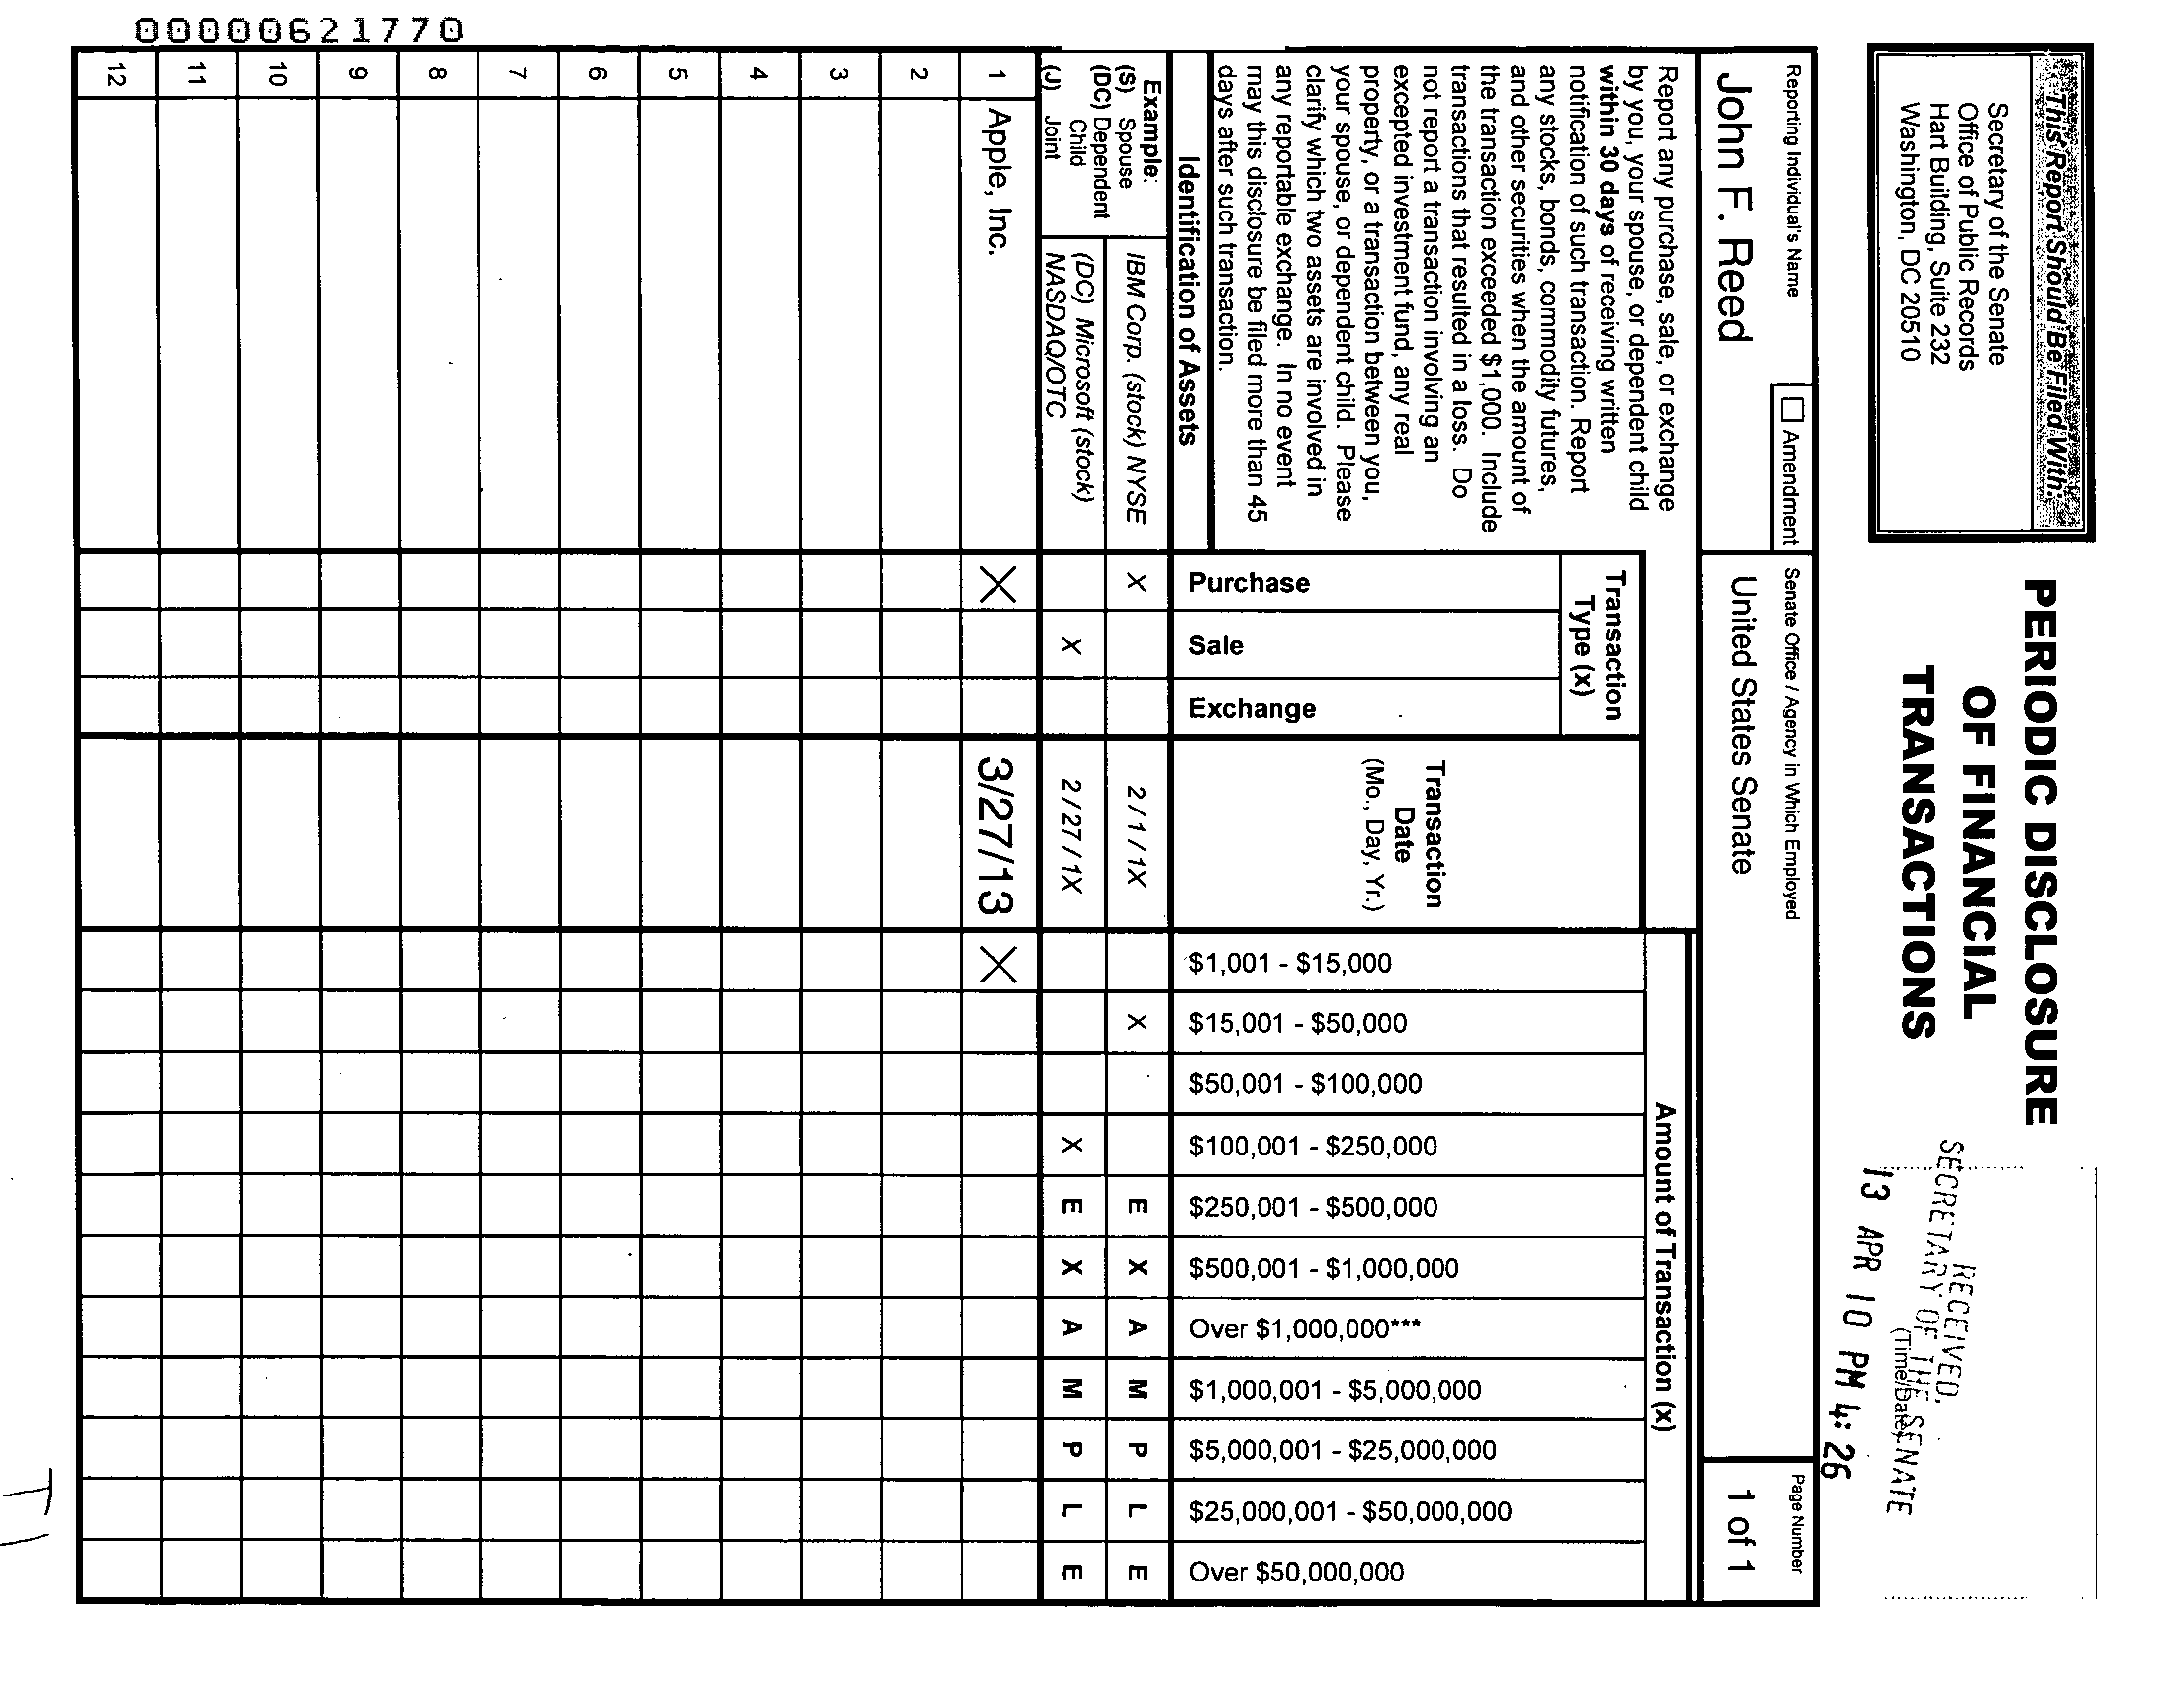 This Report Should Be Filed With:
Secretary of the Senate
Office of Public Records
Hart Building, Suite 232
Washington, DC 20510
PERIODIC DISCLOSURE
OF FINANCIAL
TRANSACTIONS
RECEIVED,
SECRETARY OF THE SENATE
(Time/Date)
13 APR 10 PM 4:26
Reporting Individual's Name
Amendment
John F. Reed
Senate Office / Agency in Which Employed
United States Senate
Page Number
1 of 1
Report any purchase, sale, or exchange
by you, your spouse, or dependent child
within 30 days of receiving written
notification of such transaction. Report
any stocks, bonds, commodity futures,
and other securities when the amount of
the transaction exceeded $1,000. Include
transactions that resulted in a loss. Do
not report a transaction involving an
excepted investment fund, any real
property, or a transaction between you,
your spouse, or dependent child. Please
clarify which two assets are involved in
any reportable exchange. In no event
may this disclosure be filed more than 45
days after such transaction.
Identification of Assets
Transaction
Type (x)
Purchase
Sale
Exchange
Transaction
Date
(Mo., Day, Yr.)
Amount of Transaction (x)
$1,001 - $15,000
$15,001 - $50,000
$50,001 - $100,000
$100,001 - $250,000
$250,001 - $500,000
$500,001 - $1,000,000
Over $1,000,000***
$1,000,001 - $5,000,000
$5,000,001 - $25,000,000
$25,000,001 - $50,000,000
Over $50,000,000
Example:
(S) Spouse
(DC) Dependent
Child
(J) Joint
IBM Corp. (stock) NYSE X 2 / 1 / 1X X E X A M P L E
(DC) Microsoft (stock)
NASDAQ/OTC X 2 / 27 / 1X X E X A M P L E
1 Apple, Inc. X 3/27/13 X
2
3
4
5
6
7
8
9
10
11
12
00000621770